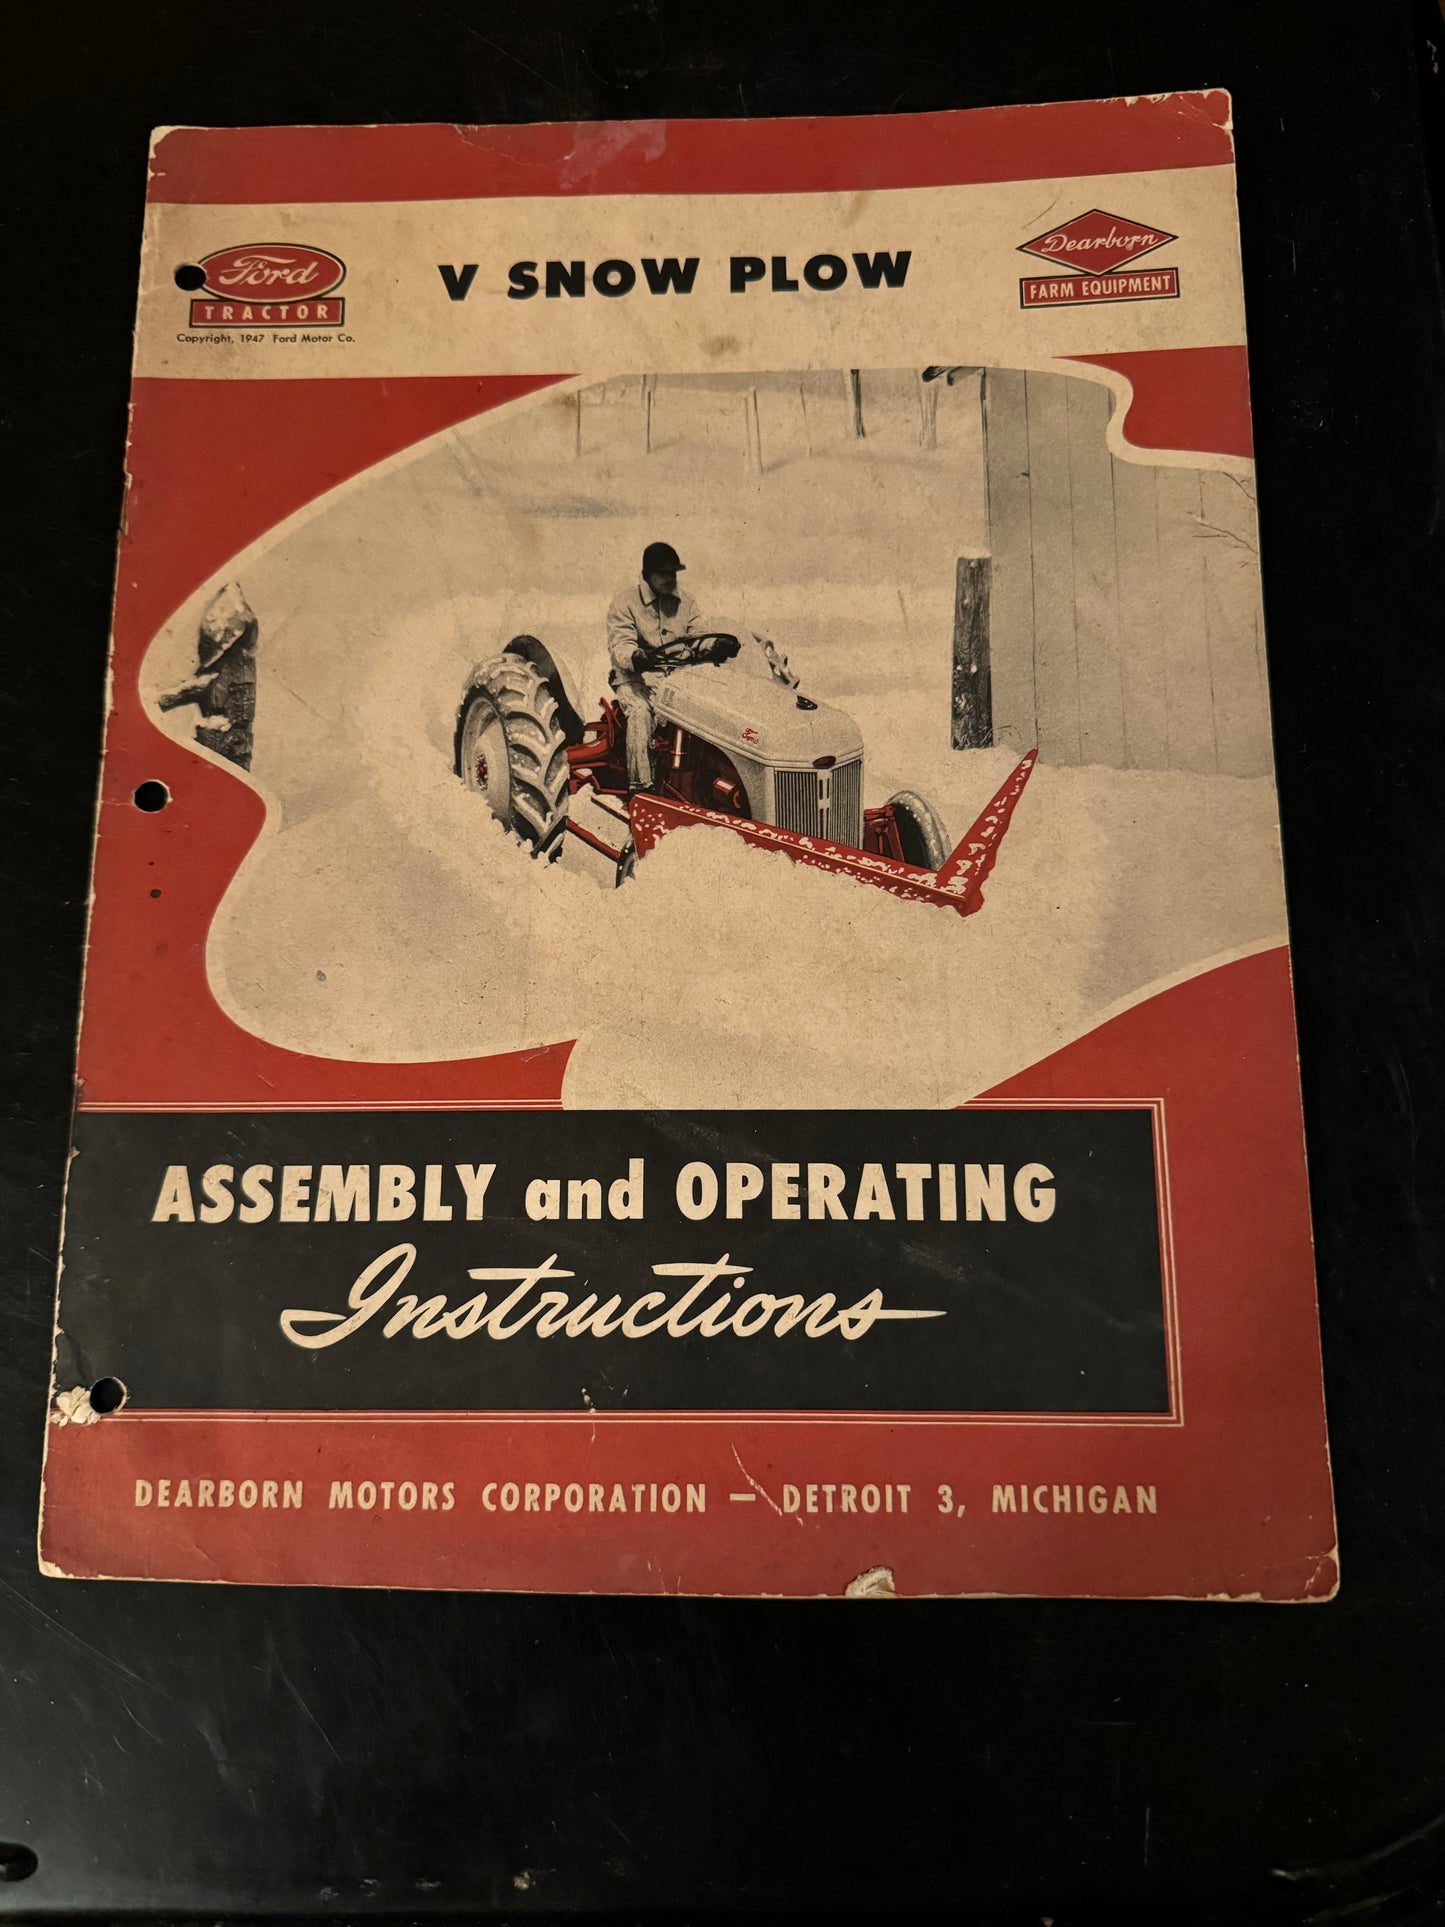 Ford
TRACTOR
Copyright, 1947 Ford Motor Co.
V SNOW PLOW
Dearborn
FARM EQUIPMENT
Ford
ASSEMBLY and OPERATING
Instructions
DEARBORN MOTORS CORPORATION — DETROIT 3, MICHIGAN